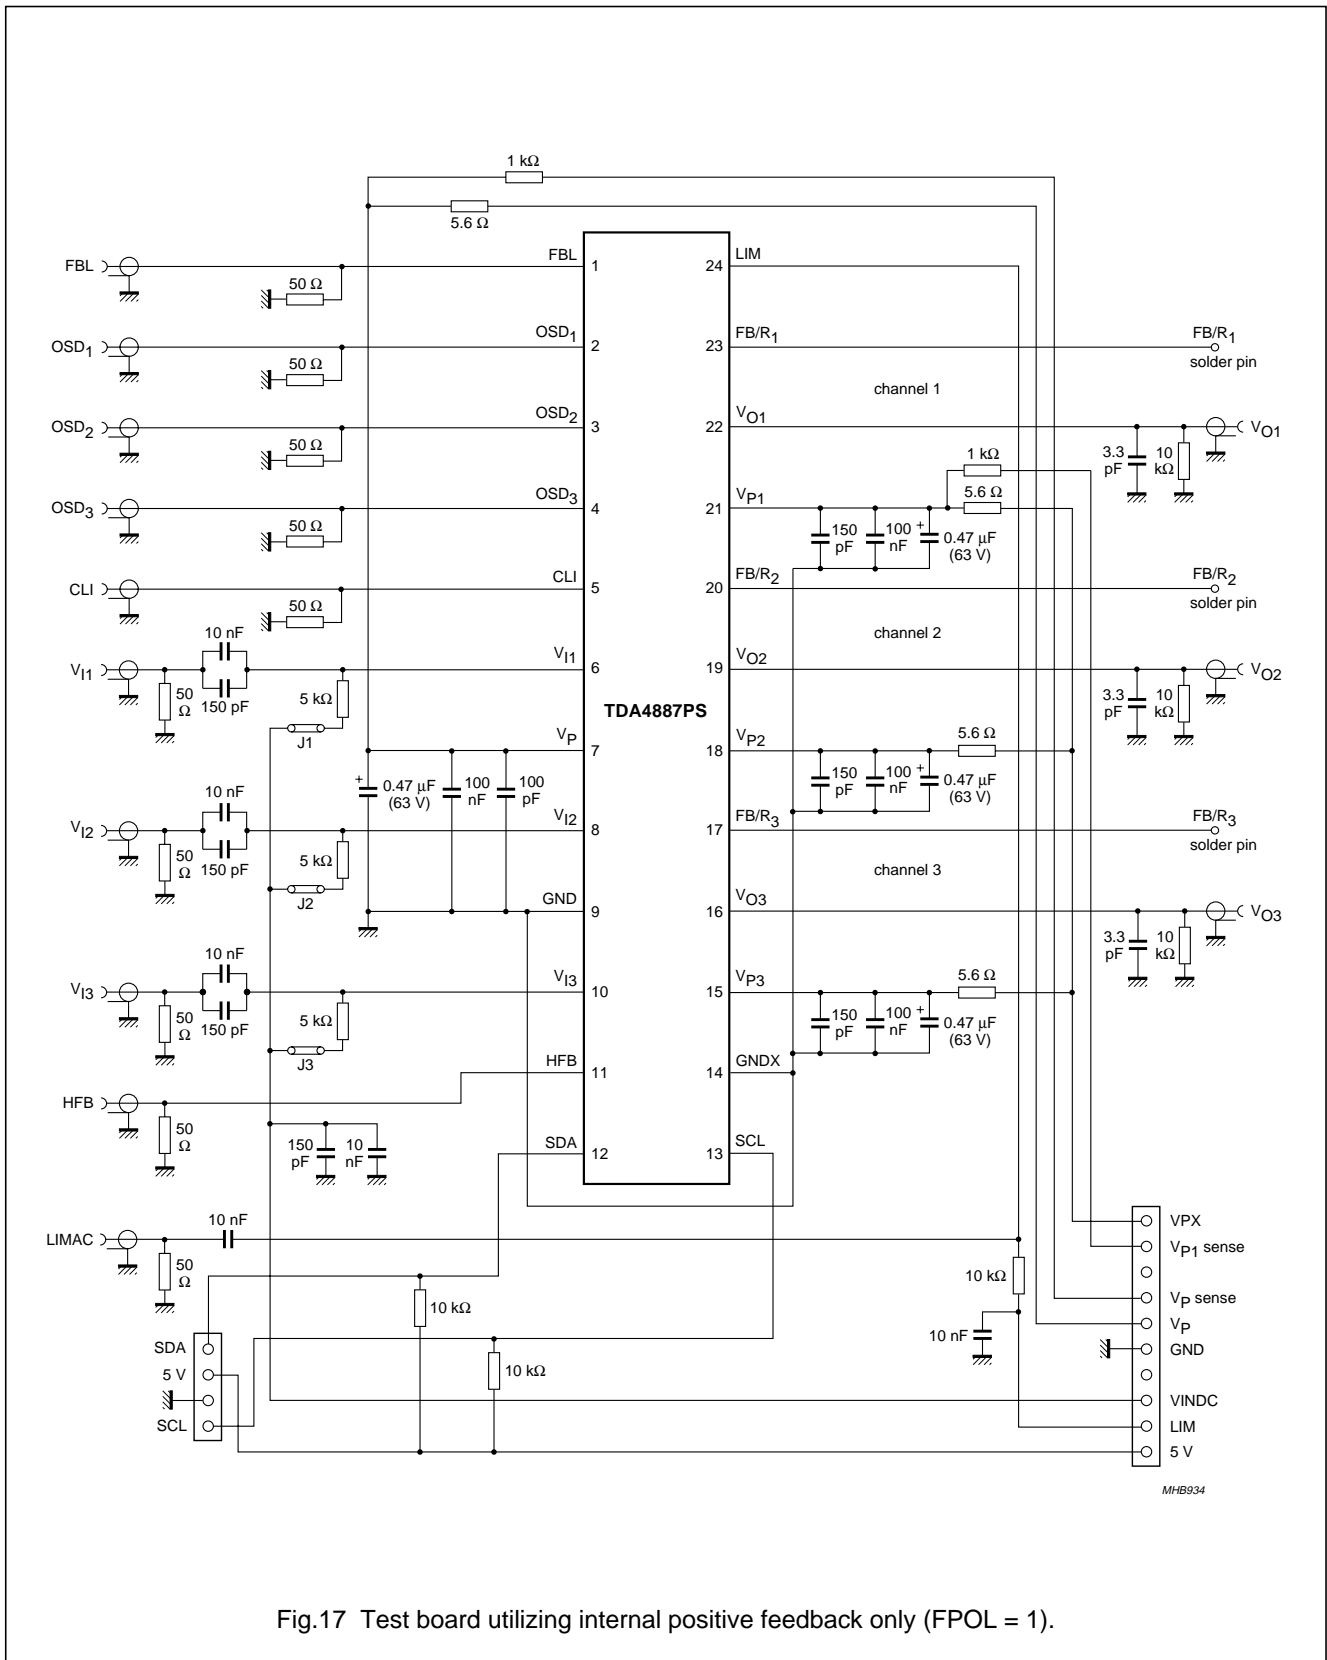 1 kΩ
5.6 Ω
FBL
FBL
1
24
LIM
50 Ω
OSD1
OSD1
2
23
FB/R1
FB/R1
solder pin
50 Ω
channel 1
OSD2
OSD2
3
22
VO1
VO1
50 Ω
3.3 pF
10 kΩ
1 kΩ
OSD3
OSD3
4
21
VP1
5.6 Ω
50 Ω
150 pF
100 nF
+
0.47 µF (63 V)
CLI
CLI
5
20
FB/R2
FB/R2
solder pin
50 Ω
10 nF
channel 2
VI1
VI1
6
19
VO2
VO2
50 Ω
150 pF
5 kΩ
J1
3.3 pF
10 kΩ
TDA4887PS
VP
7
18
VP2
5.6 Ω
+
0.47 µF (63 V)
100 nF
100 pF
150 pF
100 nF
+
0.47 µF (63 V)
10 nF
VI2
VI2
8
17
FB/R3
FB/R3
solder pin
50 Ω
150 pF
5 kΩ
J2
channel 3
GND
9
16
VO3
VO3
3.3 pF
10 kΩ
10 nF
VI3
VI3
10
15
VP3
5.6 Ω
50 Ω
150 pF
5 kΩ
J3
150 pF
100 nF
+
0.47 µF (63 V)
HFB
HFB
11
14
GNDX
50 Ω
150 pF
10 nF
SDA
12
13
SCL
LIMAC
10 nF
50 Ω
10 kΩ
10 kΩ
10 kΩ
10 nF
SDA
5 V
SCL
VPX
VP1 sense
VP sense
VP
GND
VINDC
LIM
5 V
MHB934
Fig.17 Test board utilizing internal positive feedback only (FPOL = 1).